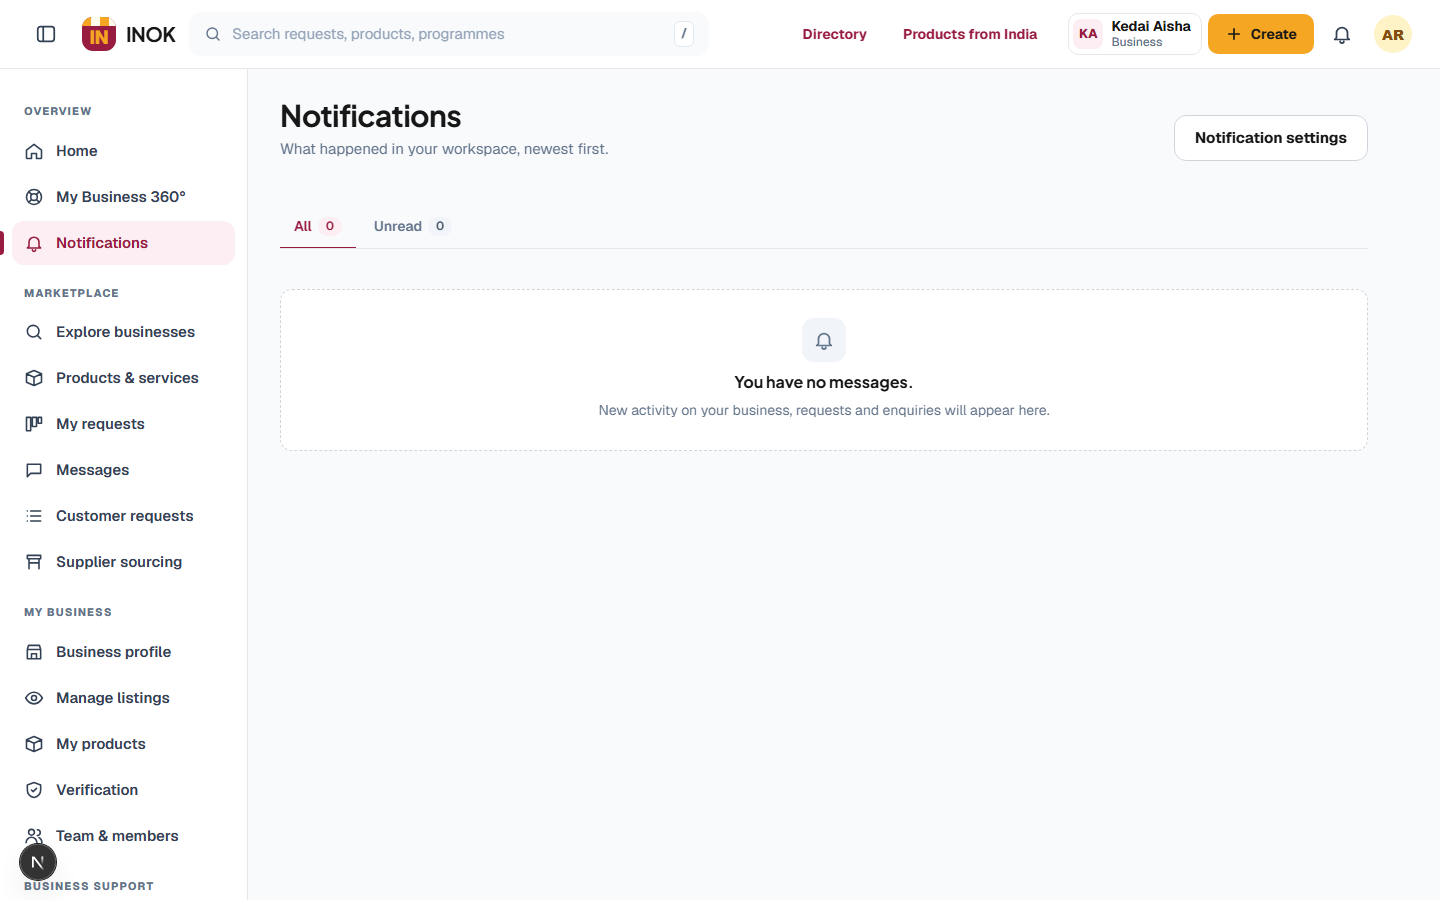 IN INOK
Search requests, products, programmes
/
Directory
Products from India
KA
Kedai Aisha
Business
Create
AR
OVERVIEW
Home
My Business 360°
Notifications
MARKETPLACE
Explore businesses
Products & services
My requests
Messages
Customer requests
Supplier sourcing
MY BUSINESS
Business profile
Manage listings
My products
Verification
Team & members
N
BUSINESS SUPPORT
Notifications
What happened in your workspace, newest first.
Notification settings
All 0
Unread 0
You have no messages.
New activity on your business, requests and enquiries will appear here.